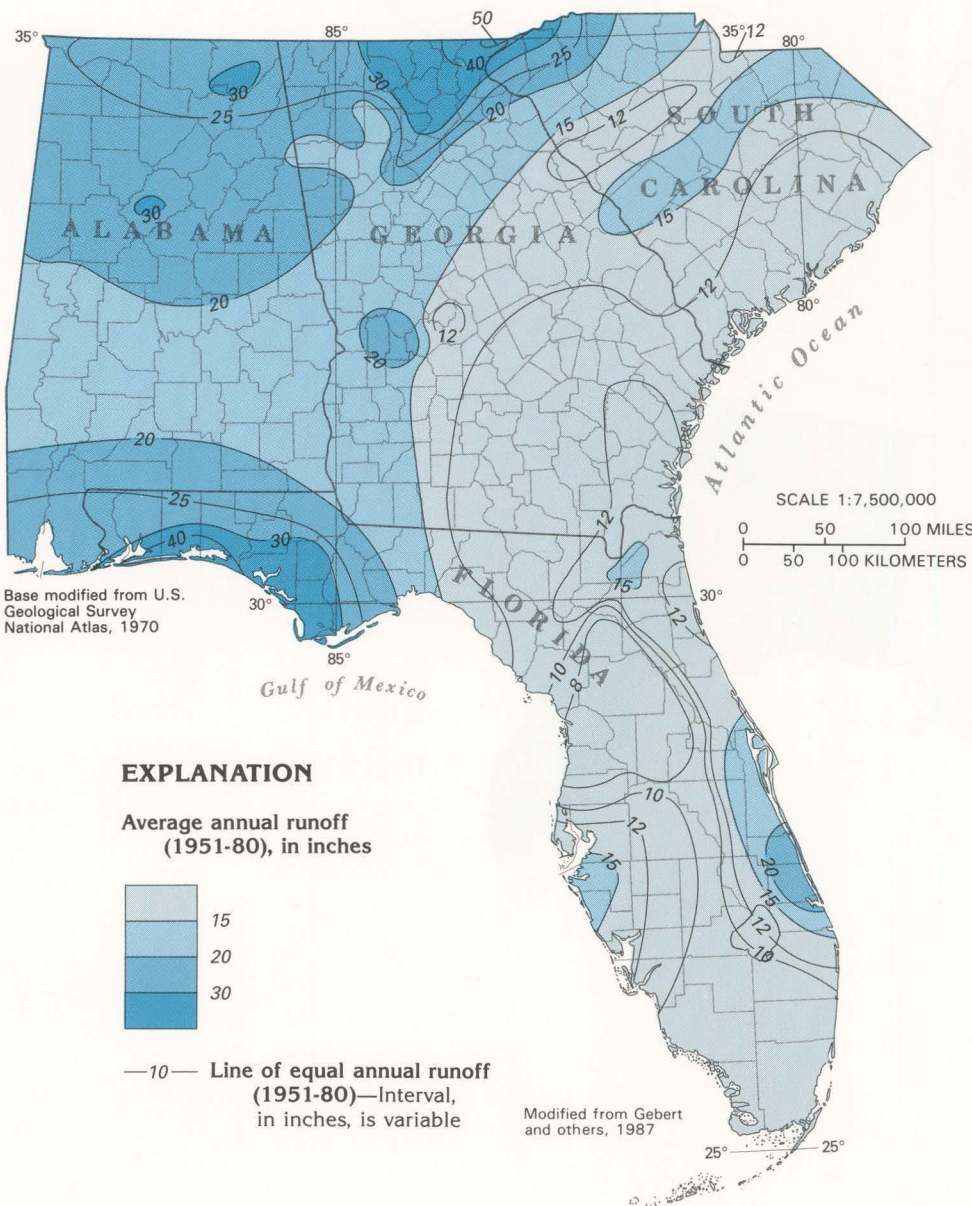 50
35°
85°
35°
12
80°
40
25
30
30
25
20
15
12
SOUTH
CAROLINA
30
15
ALABAMA
GEORGIA
20
12
80°
12
20
Atlantic Ocean
20
25
SCALE 1:7,500,000
0 50 100 MILES
0 50 100 KILOMETERS
12
40
30
15
FLORIDA
30°
30°
12
Base modified from U.S.
Geological Survey
National Atlas, 1970
85°
Gulf of Mexico
10
8
EXPLANATION
Average annual runoff
(1951-80), in inches
15
20
30
10
12
15
20
15
12
10
—10— Line of equal annual runoff
(1951-80)—Interval,
in inches, is variable
Modified from Gebert
and others, 1987
25°
25°